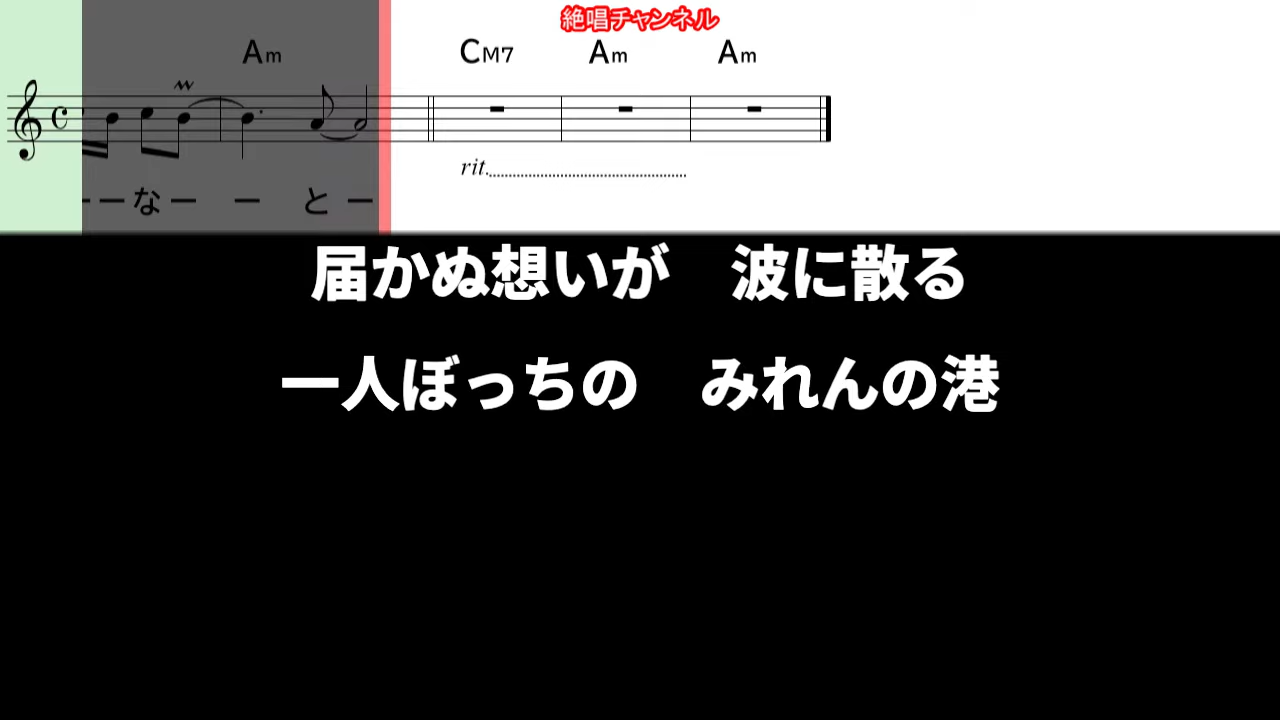 絶唱チャンネル
Am CM7 Am Am
rit.
ーーなー ー とー
届かぬ想いが 波に散る
一人ぼっちの みれんの港